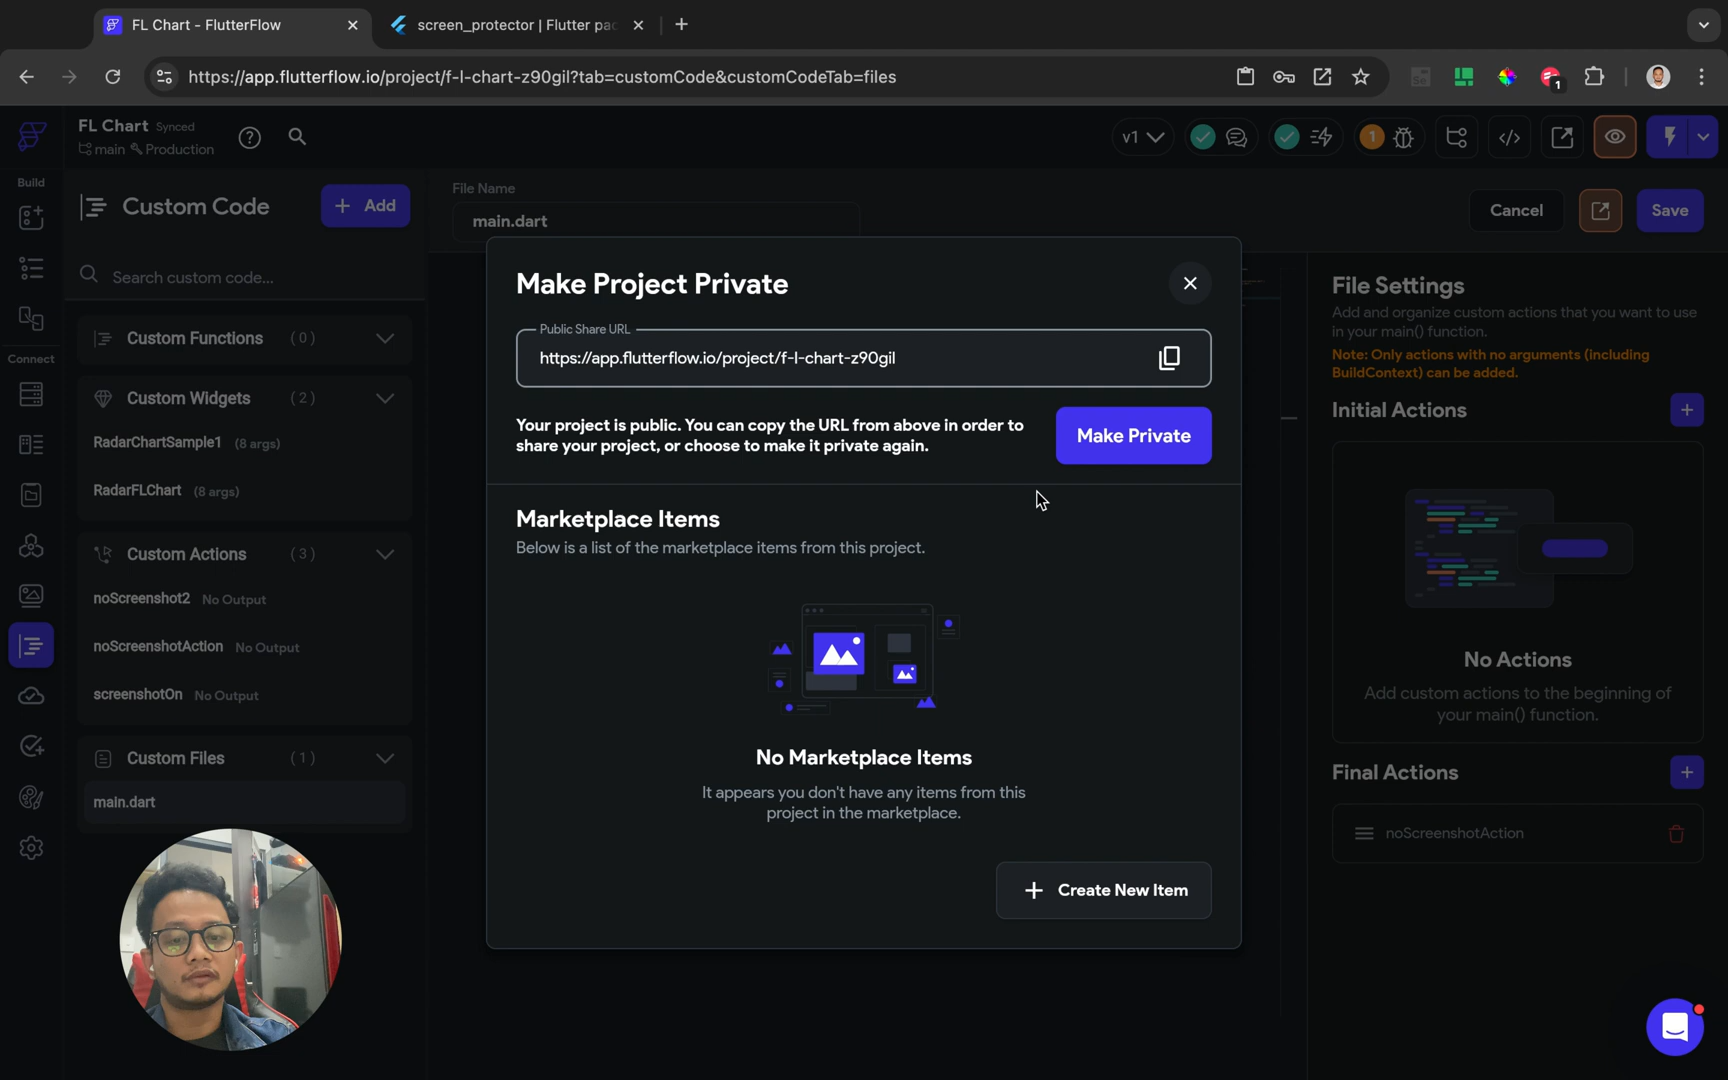 FL Chart - FlutterFlow
screen_protector | Flutter pac
https://app.flutterflow.io/project/f-l-chart-z90gil?tab=customCode&customCodeTab=files
1
FL Chart Synced
main Production
v1
1
Build
Custom Code
+ Add
File Name
main.dart
Cancel
Save
Search custom code...
Make Project Private
Public Share URL
https://app.flutterflow.io/project/f-l-chart-z90gil
Your project is public. You can copy the URL from above in order to
share your project, or choose to make it private again.
Make Private
Marketplace Items
Below is a list of the marketplace items from this project.
No Marketplace Items
It appears you don't have any items from this
project in the marketplace.
+ Create New Item
Connect
Custom Functions (0)
Custom Widgets (2)
RadarChartSample1 (8 args)
RadarFLChart (8 args)
Custom Actions (3)
noScreenshot2 No Output
noScreenshotAction No Output
screenshotOn No Output
Custom Files (1)
main.dart
File Settings
Add and organize custom actions that you want to use
in your main() function.
Note: Only actions with no arguments (including
BuildContext) can be added.
Initial Actions
No Actions
Add custom actions to the beginning of
your main() function.
Final Actions
noScreenshotAction